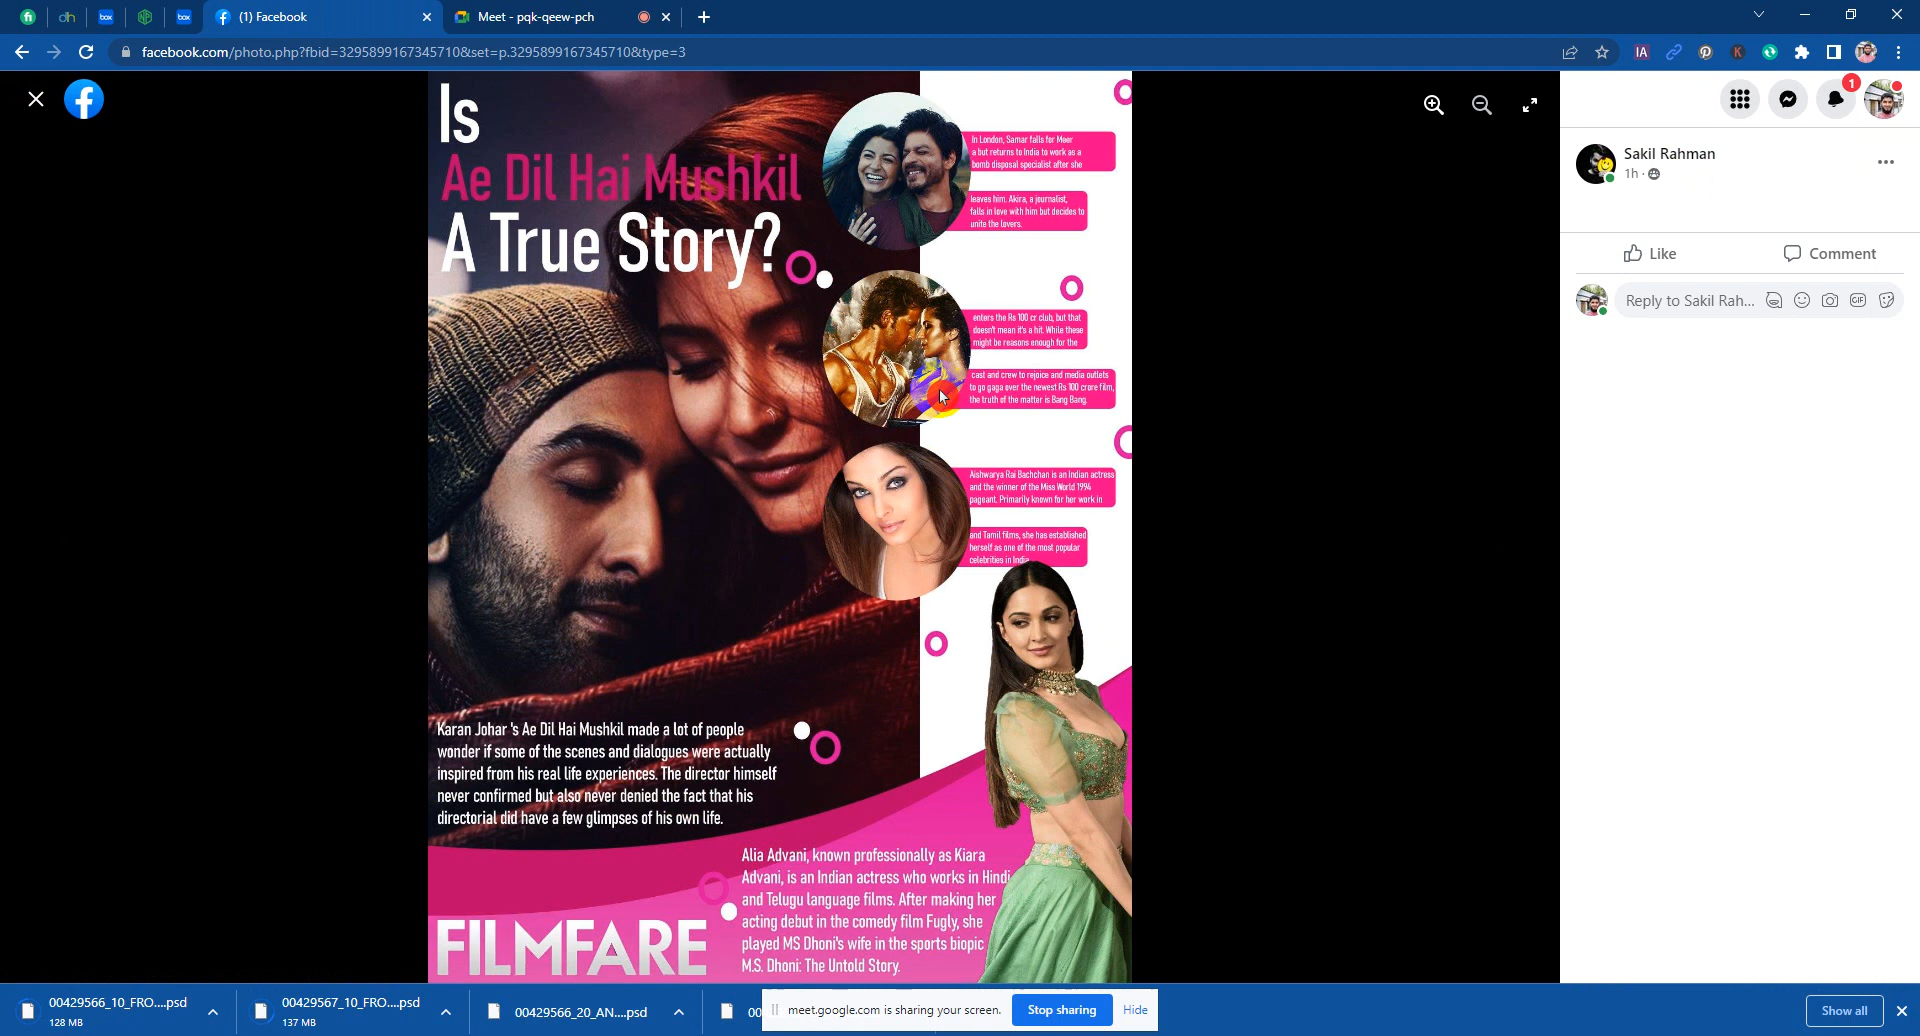 (1) Facebook
Meet - pqk-qeew-pch
facebook.com/photo.php?fbid=3295899167345710&set=p.3295899167345710&type=3
Is
Ae Dil Hai Mushkil
A True Story?
In London, Samar falls for Meer
a but returns to India to work as a
bomb disposal specialist after she
leaves him. Akira, a journalist,
falls in love with him but decides to
unite the lovers.
enters the Rs 100 cr club, but that
doesn't mean it's a hit. While these
might be reasons enough for the
cast and crew to rejoice and media outlets
to go gaga over the newest Rs 100 crore film,
the truth of the matter is Bang Bang.
Aishwarya Rai Bachchan is an Indian actress
and the winner of the Miss World 1994
pageant. Primarily known for her work in
and Tamil films, she has established
herself as one of the most popular
celebrities in India
Karan Johar 's Ae Dil Hai Mushkil made a lot of people
wonder if some of the scenes and dialogues were actually
inspired from his real life experiences. The director himself
never confirmed but also never denied the fact that his
directorial did have a few glimpses of his own life.
Alia Advani, known professionally as Kiara
Advani, is an Indian actress who works in Hindi
and Telugu language films. After making her
acting debut in the comedy film Fugly, she
played MS Dhoni's wife in the sports biopic
M.S. Dhoni: The Untold Story.
FILMFARE
1
Sakil Rahman
1h ·
Like
Comment
Reply to Sakil Rah...
GIF
00429566_10_FRO....psd
128 MB
00429567_10_FRO....psd
137 MB
00429566_20_AN....psd
00
meet.google.com is sharing your screen.
Stop sharing
Hide
Show all